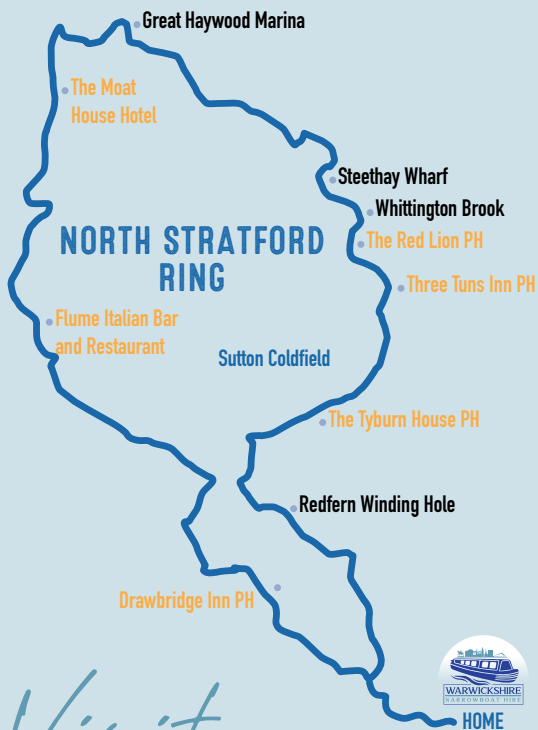 Great Haywood Marina
The Moat
House Hotel
Steethay Wharf
Whittington Brook
The Red Lion PH
NORTH STRATFORD
RING
Three Tuns Inn PH
Flume Italian Bar
and Restaurant
Sutton Coldfield
The Tyburn House PH
Redfern Winding Hole
Drawbridge Inn PH
WARWICKSHIRE
NARROWBOAT HIRE
HOME